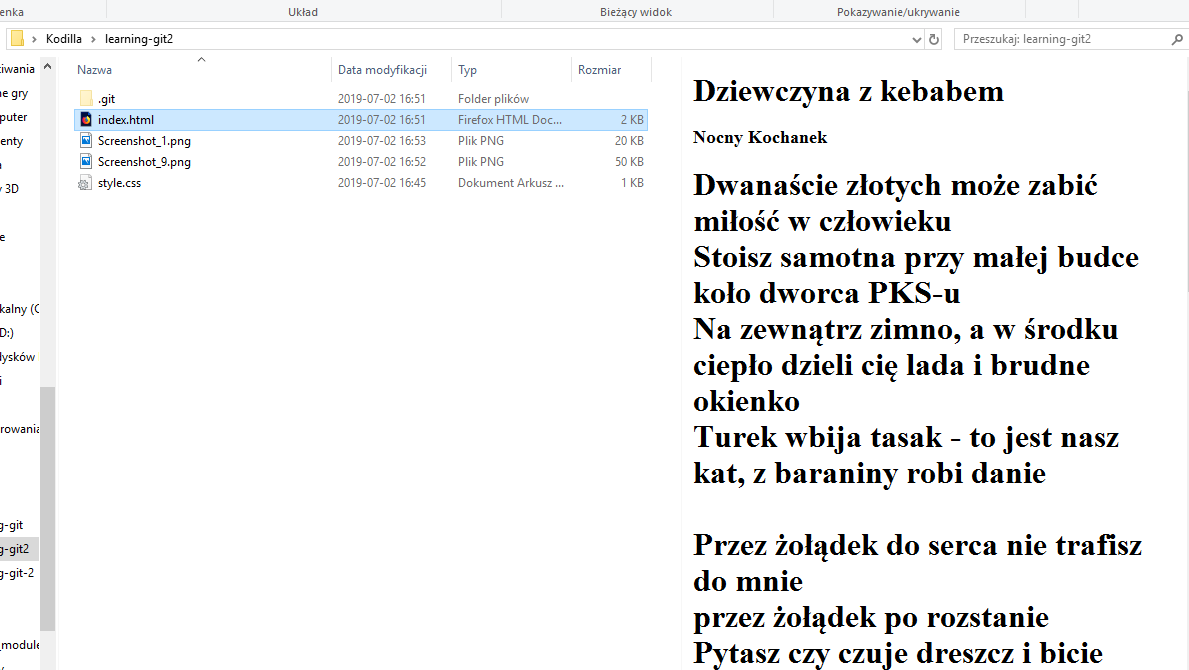 enka Układ Bieżący widok Pokazywanie/ukrywanie
Kodilla > learning-git2 Przeszukaj: learning-git2
iwania
ne gry
puter
enty
y 3D
e
kalny (C
D:)
dysków
i
rowania
g-git
g-git2
g-git-2
_module
Nazwa Data modyfikacji Typ Rozmiar
.git 2019-07-02 16:51 Folder plików
index.html 2019-07-02 16:51 Firefox HTML Doc... 2 KB
Screenshot_1.png 2019-07-02 16:53 Plik PNG 20 KB
Screenshot_9.png 2019-07-02 16:52 Plik PNG 50 KB
style.css 2019-07-02 16:45 Dokument Arkusz ... 1 KB
Dziewczyna z kebabem
Nocny Kochanek
Dwanaście złotych może zabić
miłość w człowieku
Stoisz samotna przy małej budce
koło dworca PKS-u
Na zewnątrz zimno, a w środku
ciepło dzieli cię lada i brudne
okienko
Turek wbija tasak - to jest nasz
kat, z baraniny robi danie
Przez żołądek do serca nie trafisz
do mnie
przez żołądek po rozstanie
Pytasz czy czuje dreszcz i bicie